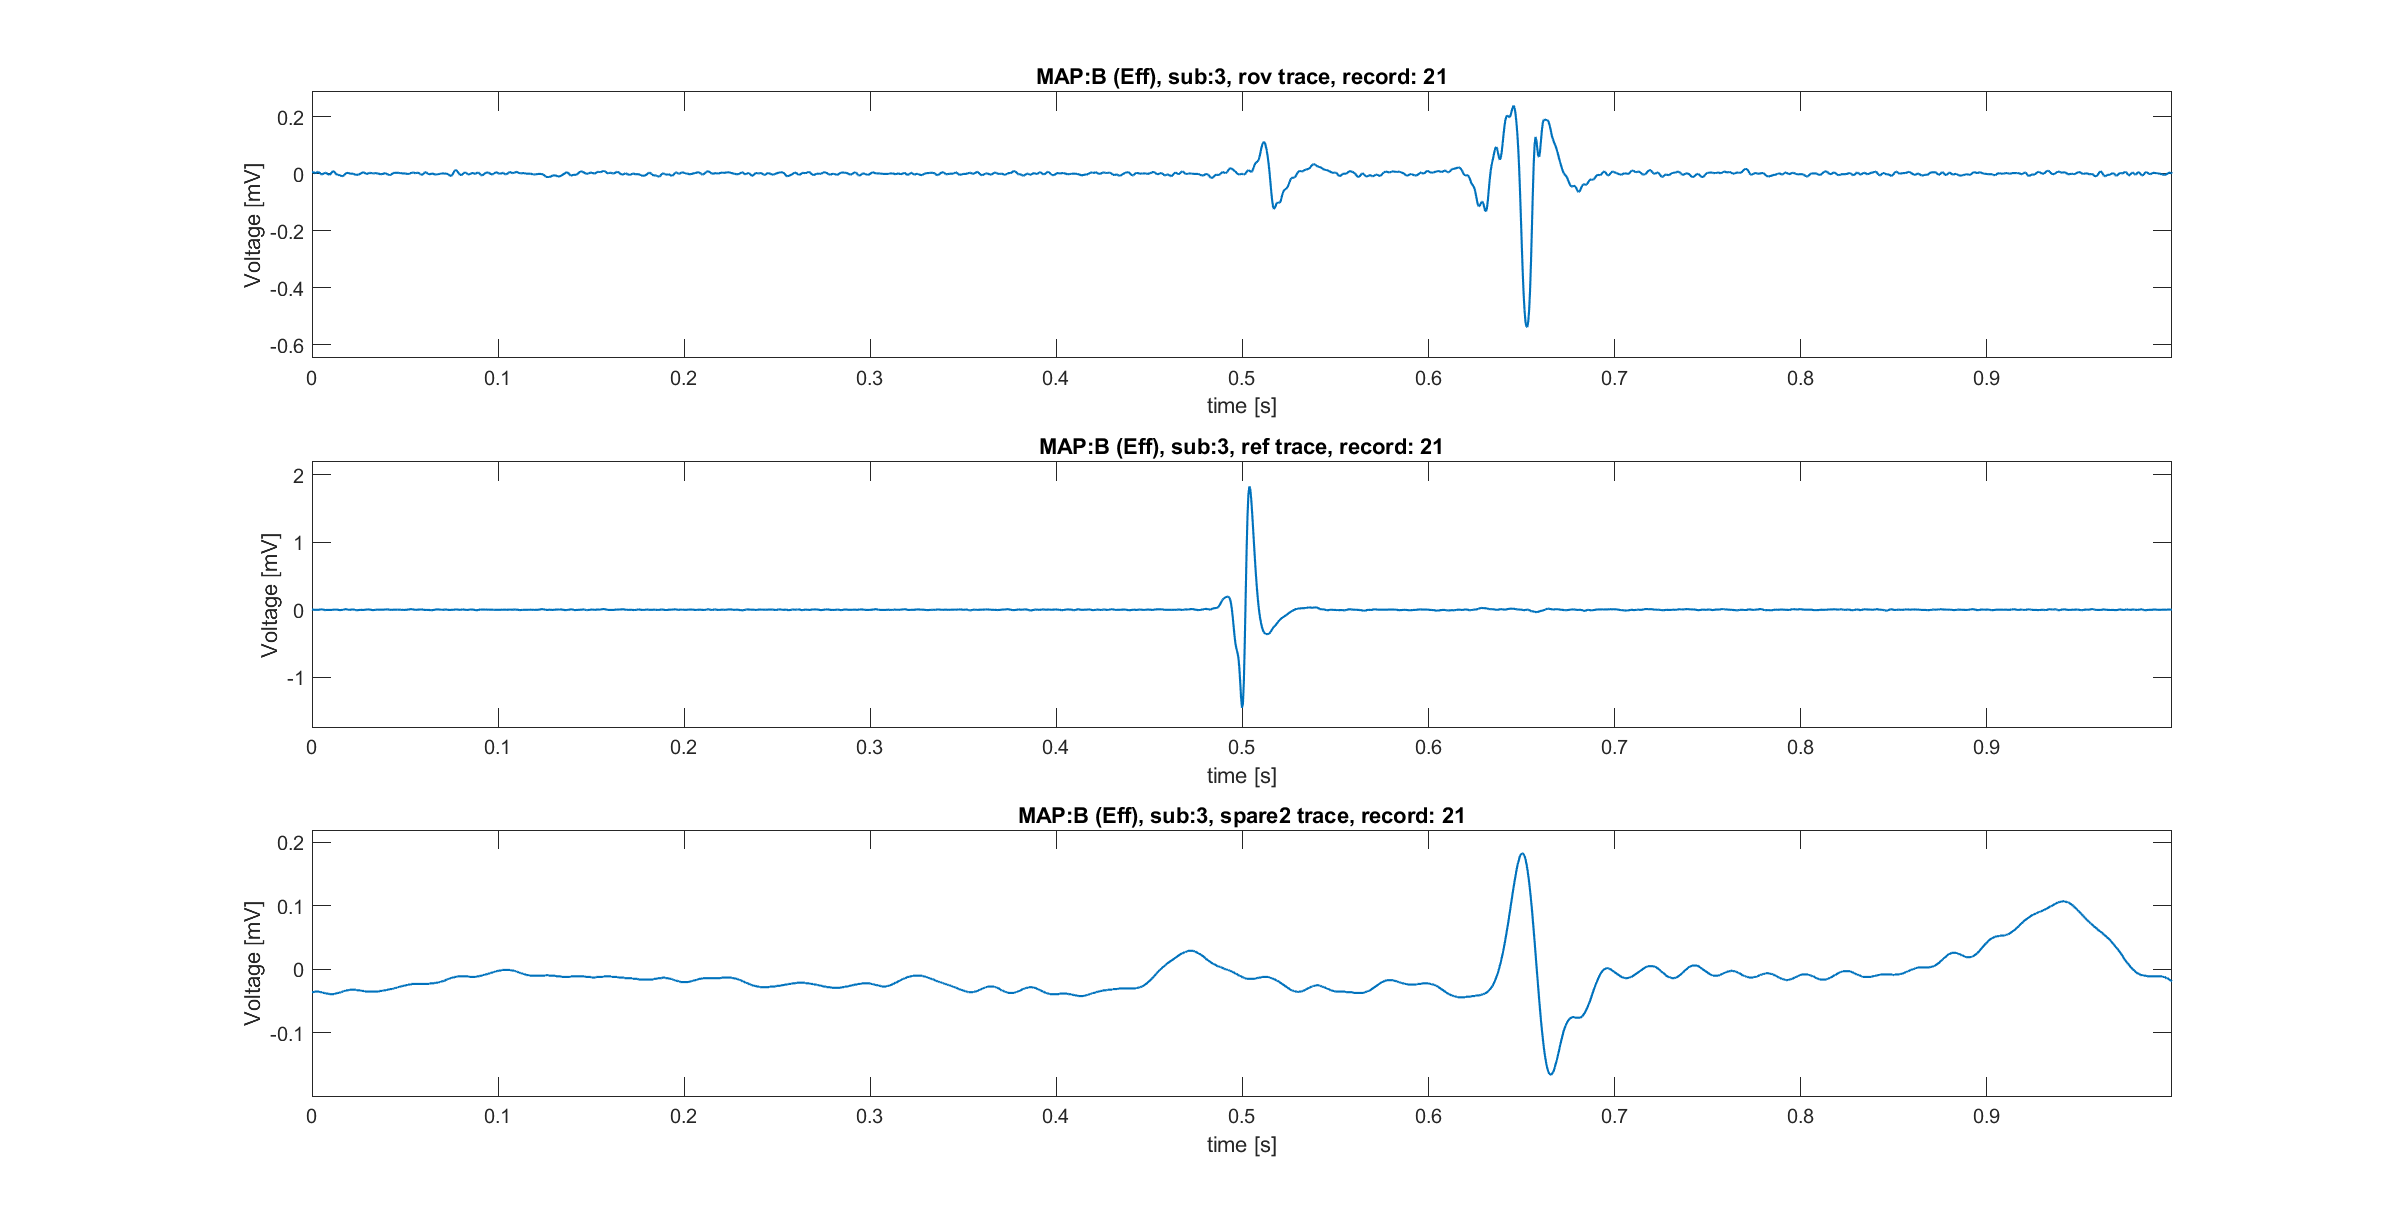 MAP:B (Eff), sub:3, rov trace, record: 21
0.2
0
-0.2
-0.4
-0.6
Voltage [mV]
0 0.1 0.2 0.3 0.4 0.5 0.6 0.7 0.8 0.9
time [s]
MAP:B (Eff), sub:3, ref trace, record: 21
2
1
0
-1
Voltage [mV]
0 0.1 0.2 0.3 0.4 0.5 0.6 0.7 0.8 0.9
time [s]
MAP:B (Eff), sub:3, spare2 trace, record: 21
0.2
0.1
0
-0.1
Voltage [mV]
0 0.1 0.2 0.3 0.4 0.5 0.6 0.7 0.8 0.9
time [s]